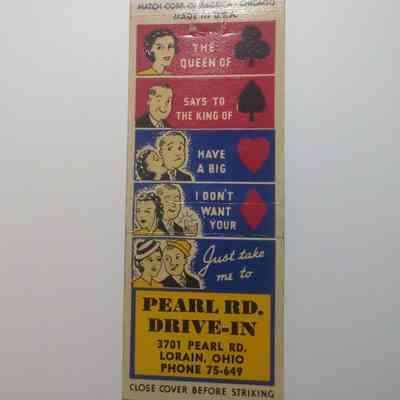 MATCH CORP. OF AMERICA · CHICAGO
MADE IN U.S.A.
THE
QUEEN OF
SAYS TO
THE KING OF
HAVE
A BIG
I DON'T
WANT
YOUR
Just take
me to
PEARL RD.
DRIVE-IN
3701 PEARL RD.
LORAIN, OHIO
PHONE 75-649
CLOSE COVER BEFORE STRIKING